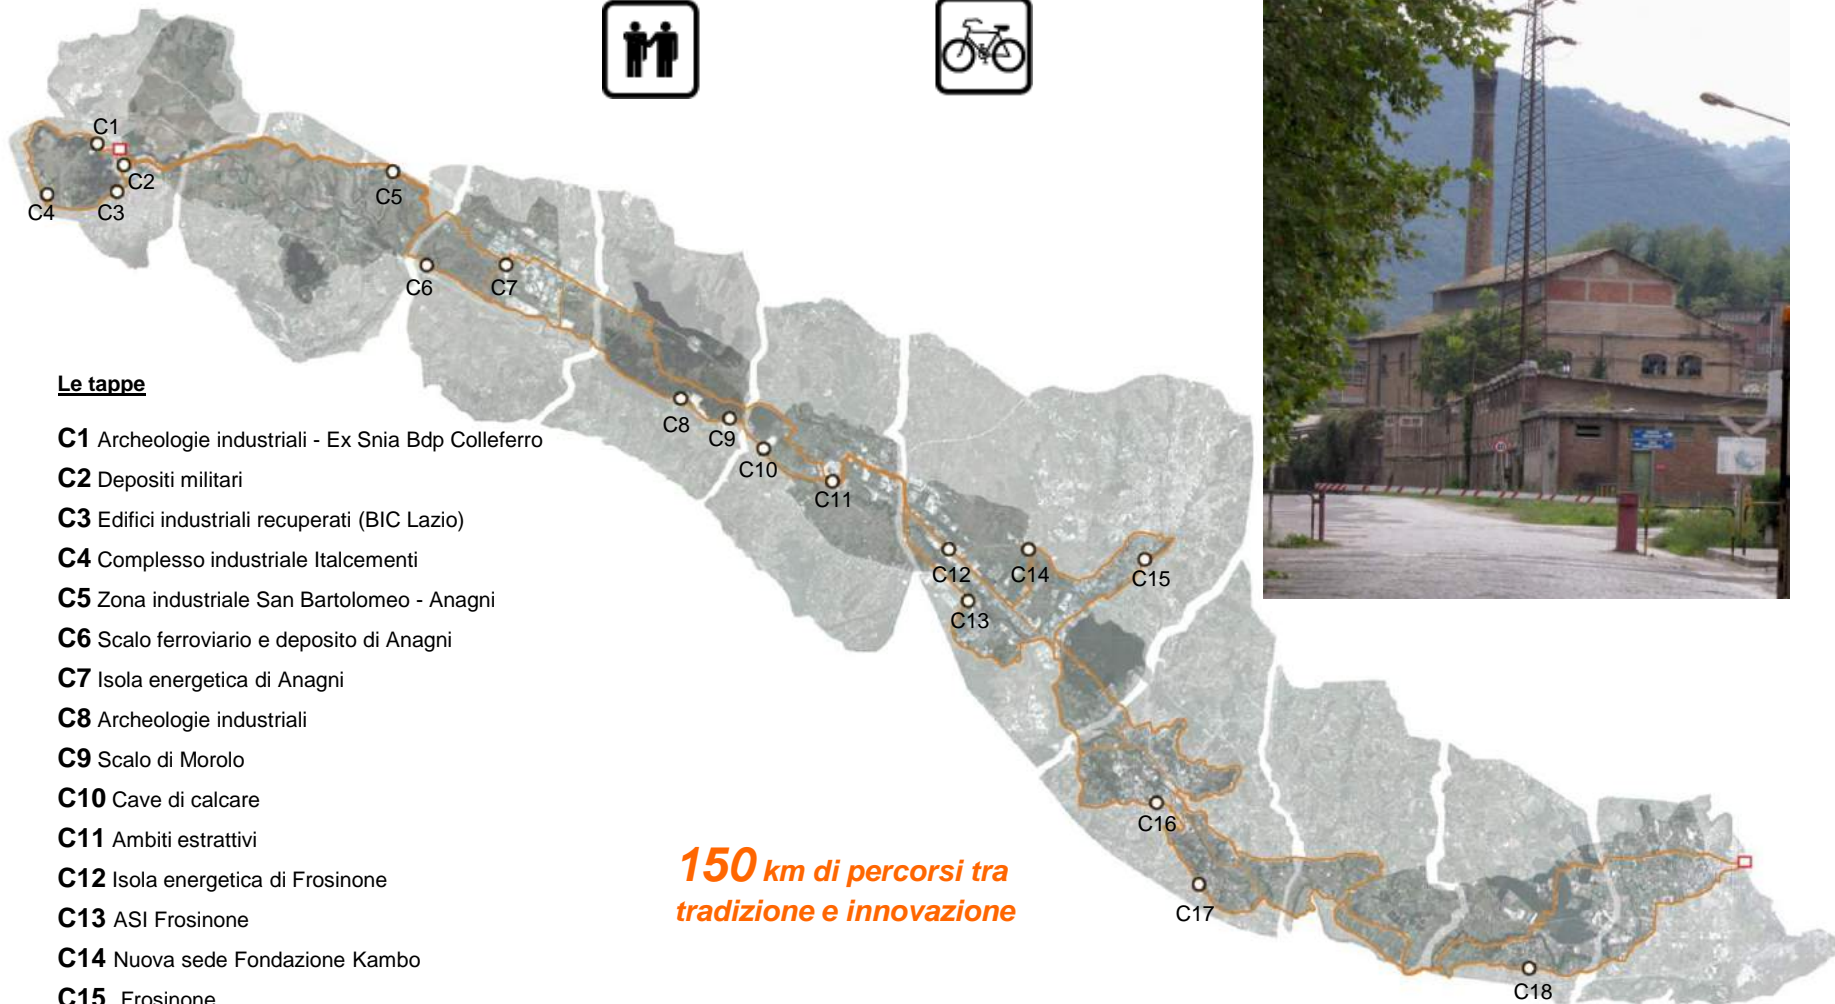 C1
C2
C3
C4
C5
C6
C7
C8
C9
C10
C11
C12
C13
C14
C15
C16
C17
C18
Le tappe
C1 Archeologie industriali - Ex Snia Bdp Colleferro
C2 Depositi militari
C3 Edifici industriali recuperati (BIC Lazio)
C4 Complesso industriale Italcementi
C5 Zona industriale San Bartolomeo - Anagni
C6 Scalo ferroviario e deposito di Anagni
C7 Isola energetica di Anagni
C8 Archeologie industriali
C9 Scalo di Morolo
C10 Cave di calcare
C11 Ambiti estrattivi
C12 Isola energetica di Frosinone
C13 ASI Frosinone
C14 Nuova sede Fondazione Kambo
C15 Frosinone
150 km di percorsi tra
tradizione e innovazione